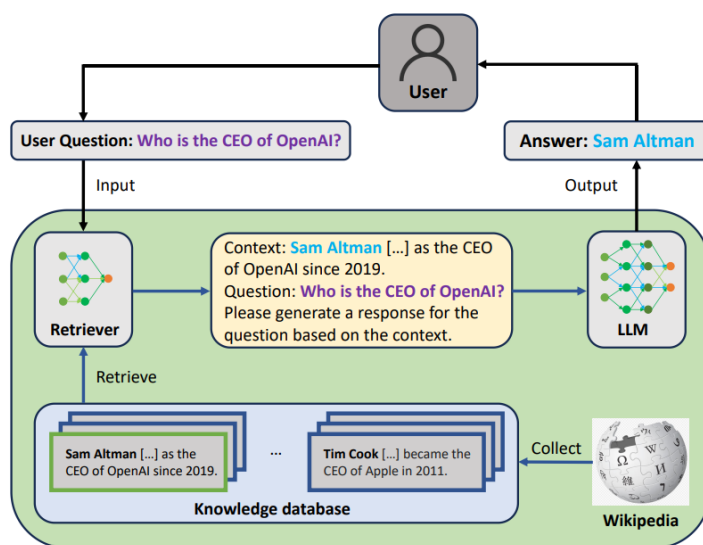 User
User Question: Who is the CEO of OpenAI?
Answer: Sam Altman
Input
Output
Context: Sam Altman […] as the CEO
of OpenAI since 2019.
Question: Who is the CEO of OpenAI?
Please generate a response for the
question based on the context.
Retriever
LLM
Retrieve
Sam Altman […] as the
CEO of OpenAI since 2019.
...
Tim Cook […] became the
CEO of Apple in 2011.
Collect
Knowledge database
Wikipedia